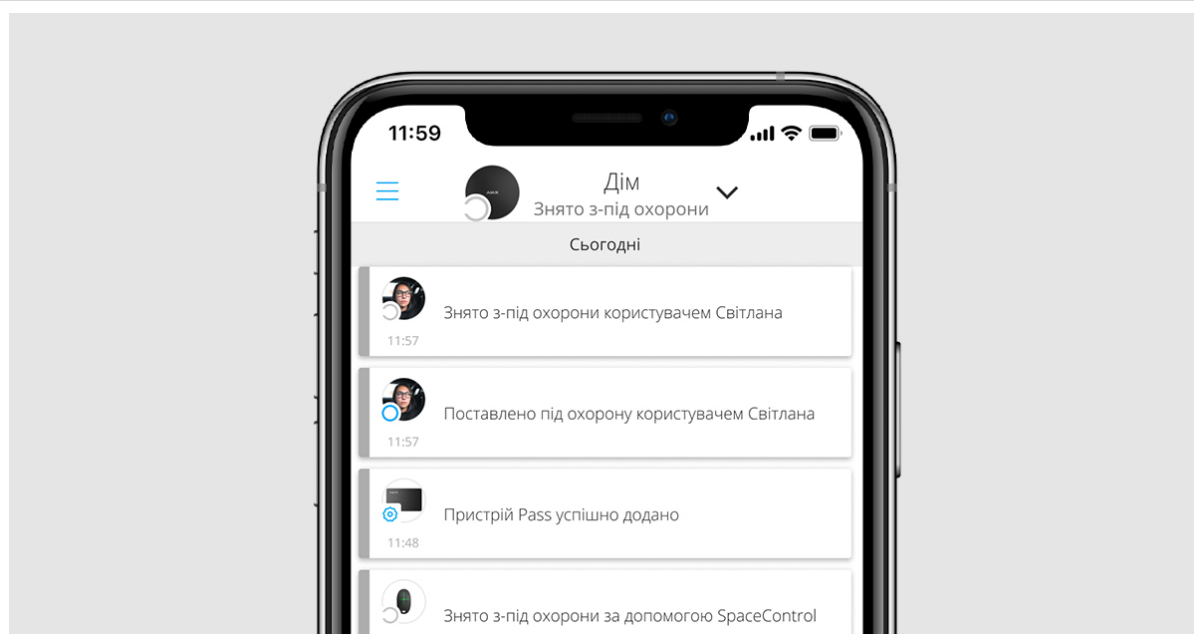 11:59
Дім
AJAX
Знято з-під охорони
Сьогодні
Знято з-під охорони користувачем Світлана
11:57
Поставлено під охорону користувачем Світлана
11:57
Пристрій Pass успішно додано
11:48
Знято з-під охорони за допомогою SpaceControl